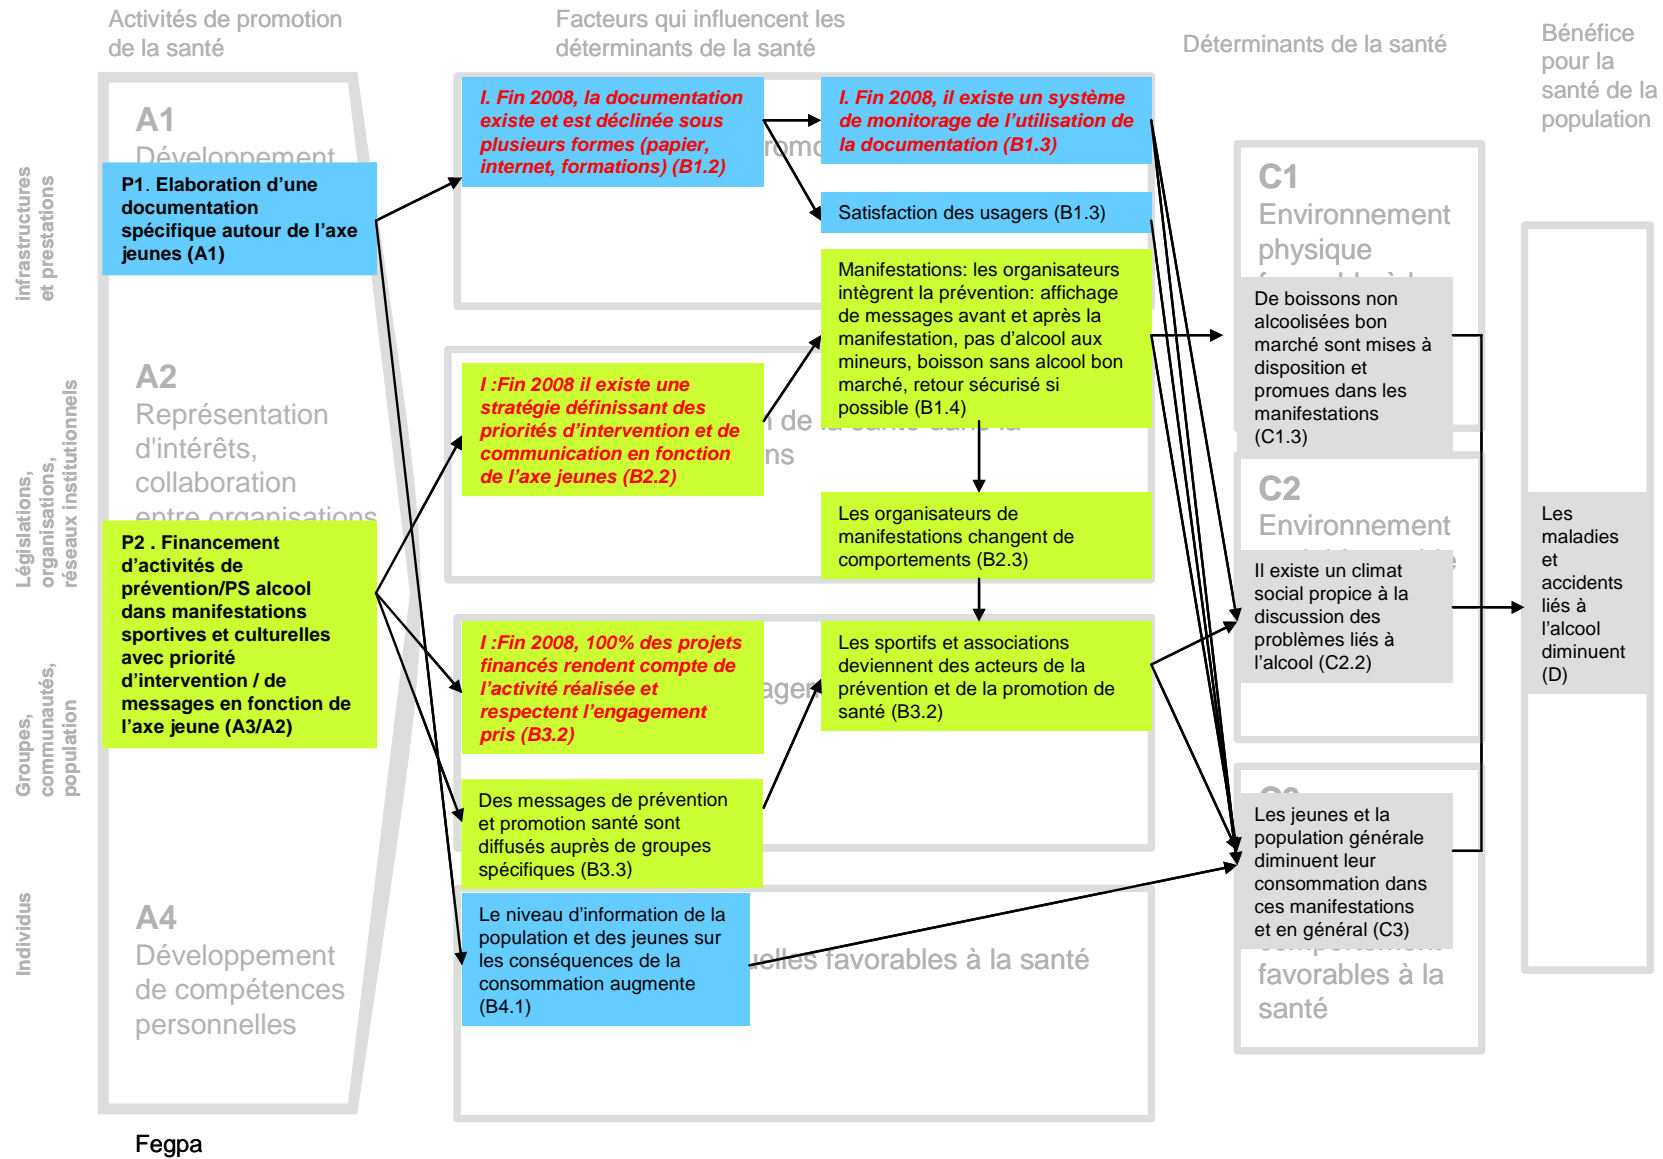 Activités de promotion
de la santé
Facteurs qui influencent les
déterminants de la santé
Déterminants de la santé
Bénéfice
pour la
santé de la
population
infrastructures
et prestations
Législations,
organisations,
réseaux institutionnels
Groupes,
communautés,
population
Individus
A1
Développement
P1. Elaboration d’une
documentation
spécifique autour de l’axe
jeunes (A1)
A2
Représentation
d'intérêts,
collaboration
entre organisations
P2 . Financement
d’activités de
prévention/PS alcool
dans manifestations
sportives et culturelles
avec priorité
d’intervention / de
messages en fonction de
l’axe jeune (A3/A2)
A4
Développement
de compétences
personnelles
I. Fin 2008, la documentation
existe et est déclinée sous
plusieurs formes (papier,
internet, formations) (B1.2)
I. Fin 2008, il existe un système
de monitorage de l’utilisation de
la documentation (B1.3)
Satisfaction des usagers (B1.3)
Manifestations: les organisateurs
intègrent la prévention: affichage
de messages avant et après la
manifestation, pas d’alcool aux
mineurs, boisson sans alcool bon
marché, retour sécurisé si
possible (B1.4)
I :Fin 2008 il existe une
stratégie définissant des
priorités d’intervention et de
communication en fonction
de l’axe jeunes (B2.2)
de la santé dans la
Les organisateurs de
manifestations changent de
comportements (B2.3)
I :Fin 2008, 100% des projets
financés rendent compte de
l’activité réalisée et
respectent l’engagement
pris (B3.2)
Les sportifs et associations
deviennent des acteurs de la
prévention et de la promotion de
santé (B3.2)
Des messages de prévention
et promotion santé sont
diffusés auprès de groupes
spécifiques (B3.3)
Le niveau d’information de la
population et des jeunes sur
les conséquences de la
consommation augmente
(B4.1)
favorables à la santé
C1
Environnement
physique
De boissons non
alcoolisées bon
marché sont mises à
disposition et
promues dans les
manifestations
(C1.3)
C2
Environnement
Il existe un climat
social propice à la
discussion des
problèmes liés à
l’alcool (C2.2)
Les jeunes et la
population générale
diminuent leur
consommation dans
ces manifestations
et en général (C3)
comportement
favorables à la
santé
Les
maladies
et
accidents
liés à
l’alcool
diminuent
(D)
Fegpa